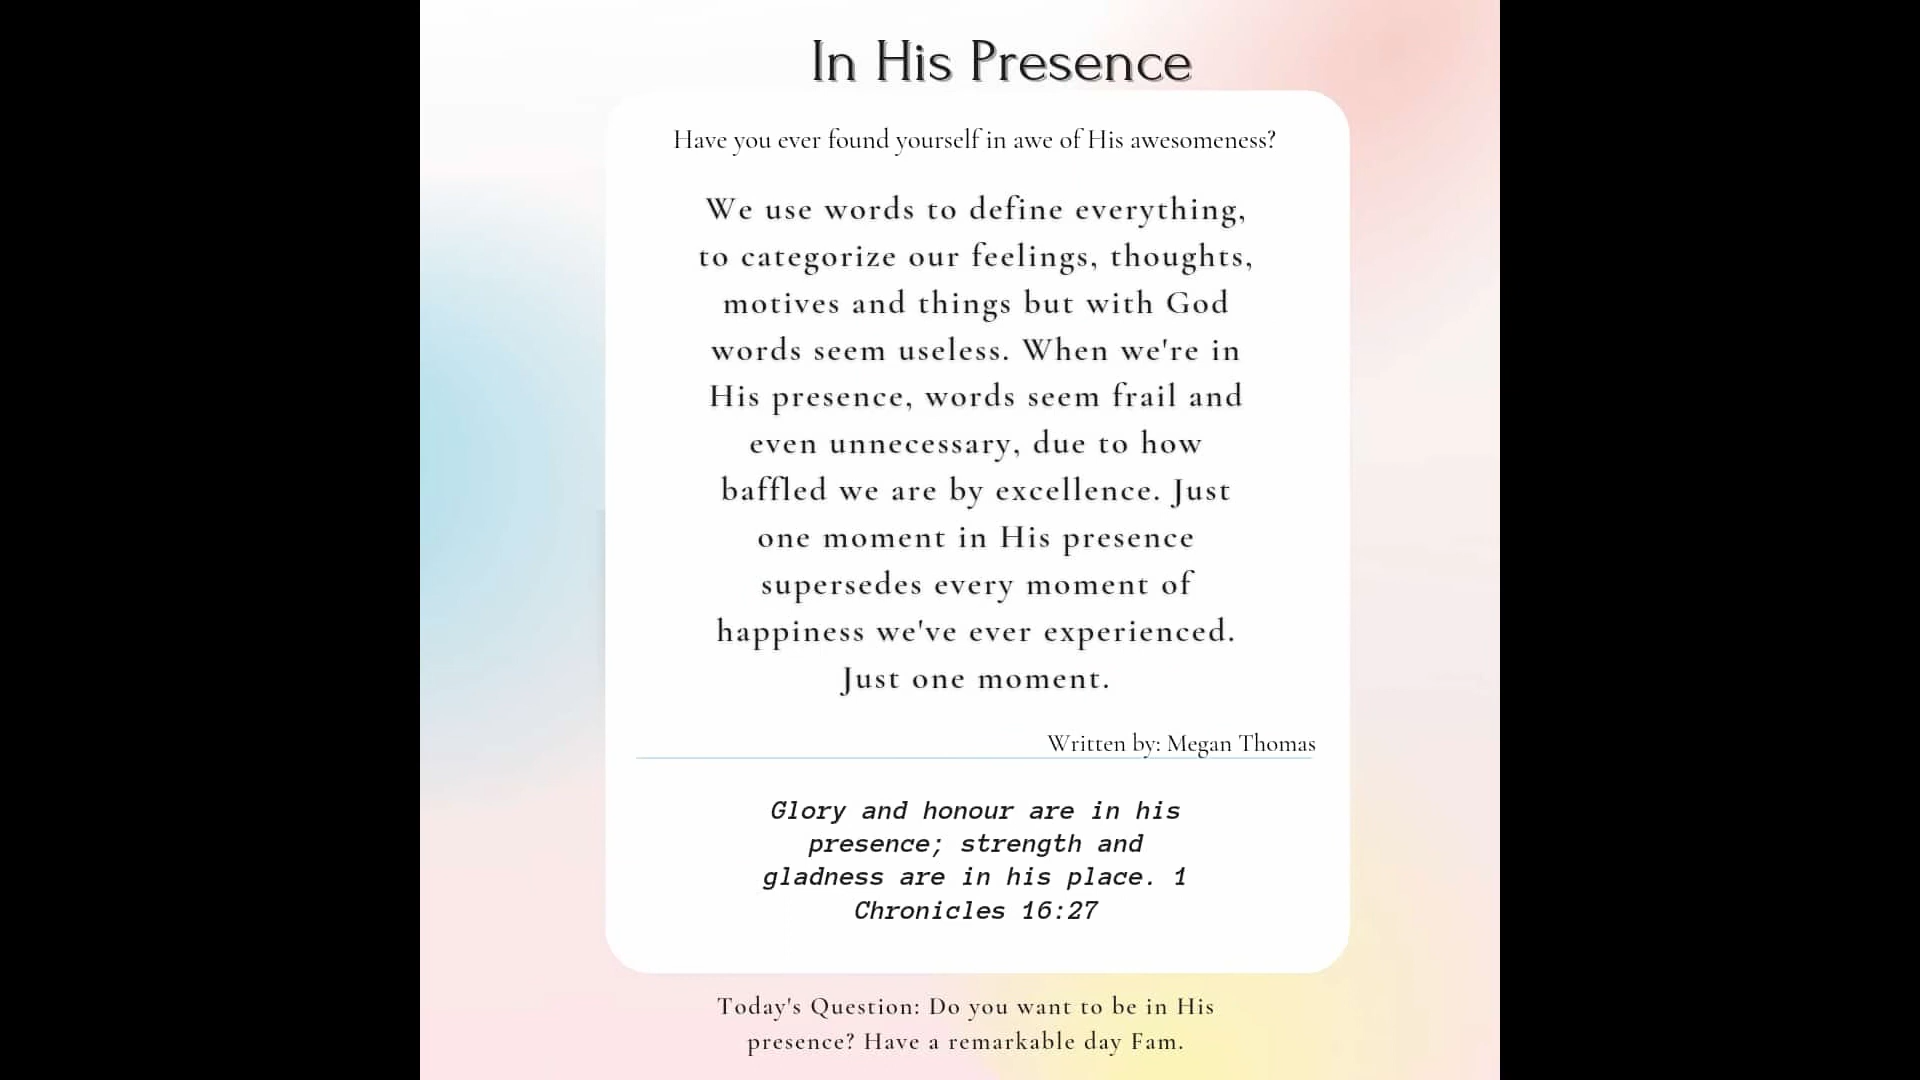 In His Presence
Have you ever found yourself in awe of His awesomeness?
We use words to define everything,
to categorize our feelings, thoughts,
motives and things but with God
words seem useless. When we're in
His presence, words seem frail and
even unnecessary, due to how
baffled we are by excellence. Just
one moment in His presence
supersedes every moment of
happiness we've ever experienced.
Just one moment.
Written by: Megan Thomas
Glory and honour are in his
presence; strength and
gladness are in his place. 1
Chronicles 16:27
Today's Question: Do you want to be in His
presence? Have a remarkable day Fam.